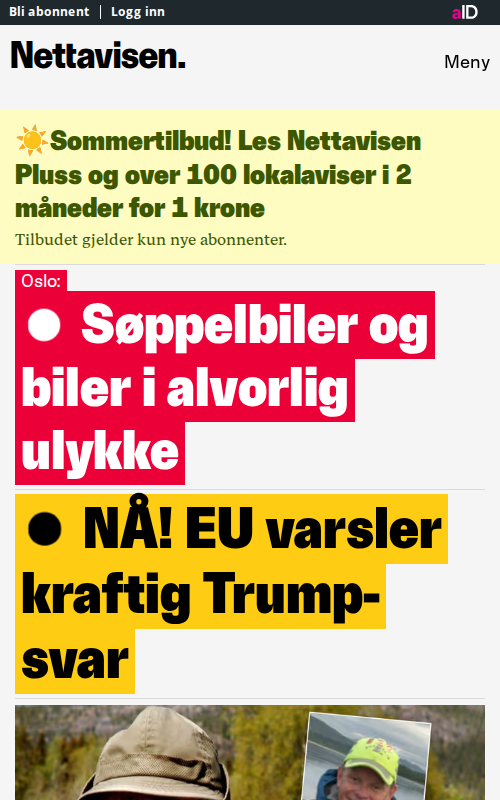 Bli abonnent | Logg inn
aID
Nettavisen.
Meny
☀️Sommertilbud! Les Nettavisen
Pluss og over 100 lokalaviser i 2
måneder for 1 krone
Tilbudet gjelder kun nye abonnenter.
Oslo:
Søppelbiler og
biler i alvorlig
ulykke
NÅ! EU varsler
kraftig Trump-
svar